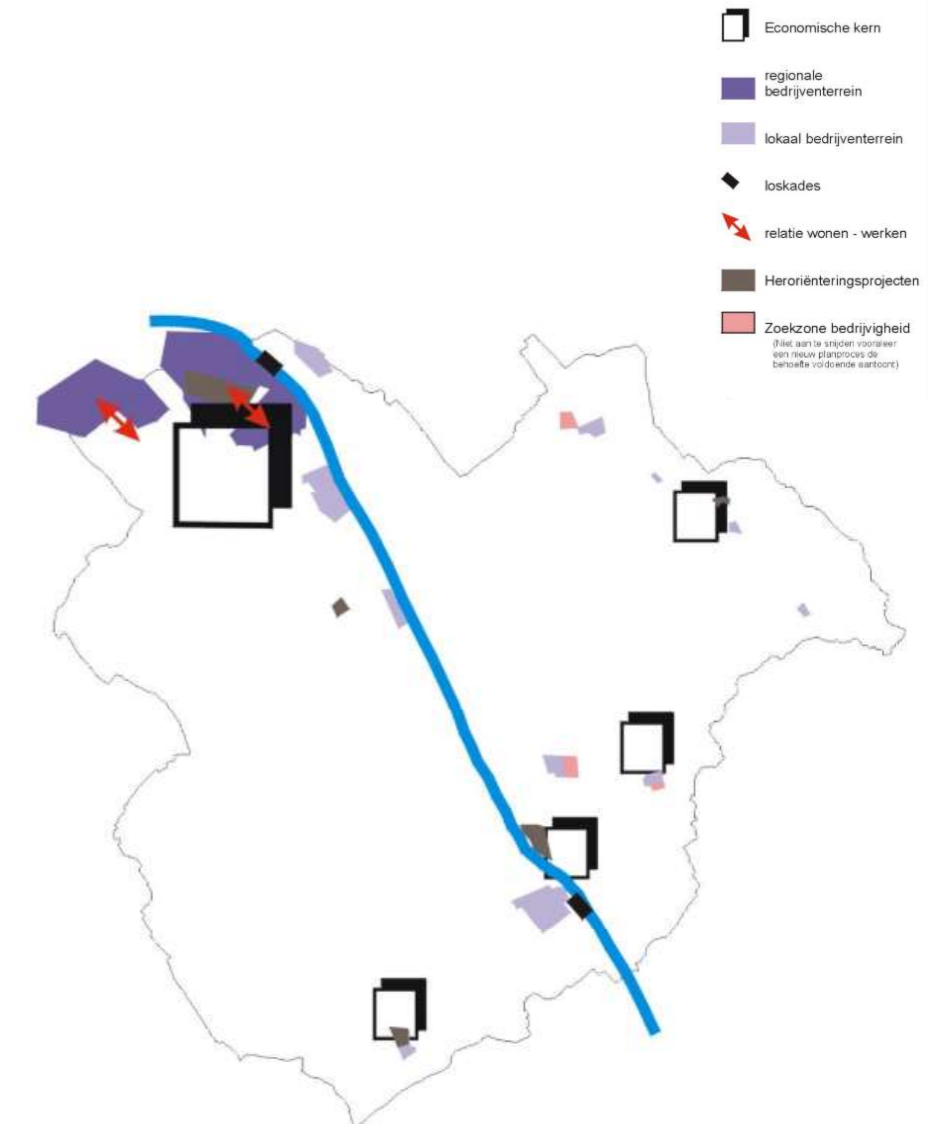 Economische kern
regionale
bedrijventerrein
lokaal bedrijventerrein
loskades
relatie wonen - werken
Heroriënteringsprojecten
Zoekzone bedrijvigheid
(Niet aan te snijden vooraleer
een nieuw planproces de
behoefte voldoende aantoont)